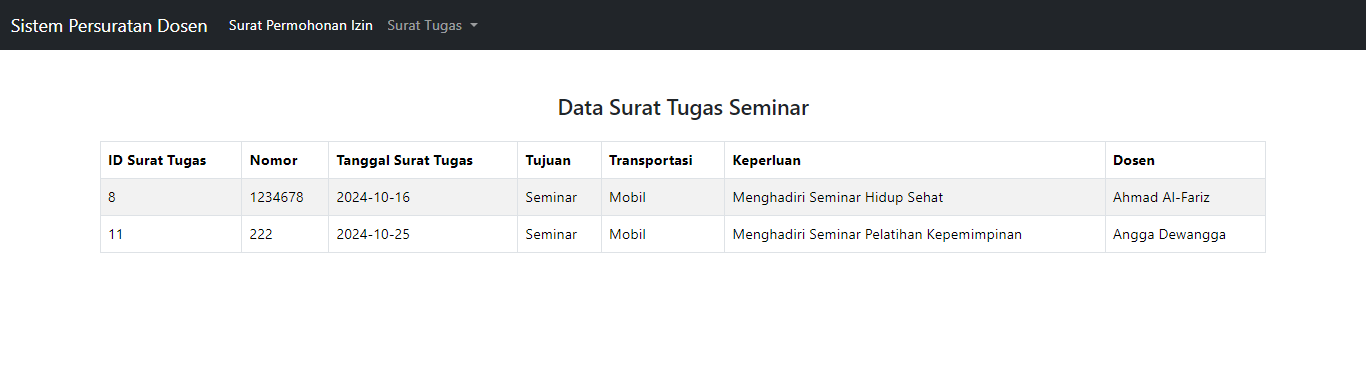 Sistem Persuratan Dosen Surat Permohonan Izin Surat Tugas
Data Surat Tugas Seminar
ID Surat Tugas Nomor Tanggal Surat Tugas Tujuan Transportasi Keperluan Dosen
8 1234678 2024-10-16 Seminar Mobil Menghadiri Seminar Hidup Sehat Ahmad Al-Fariz
11 222 2024-10-25 Seminar Mobil Menghadiri Seminar Pelatihan Kepemimpinan Angga Dewangga